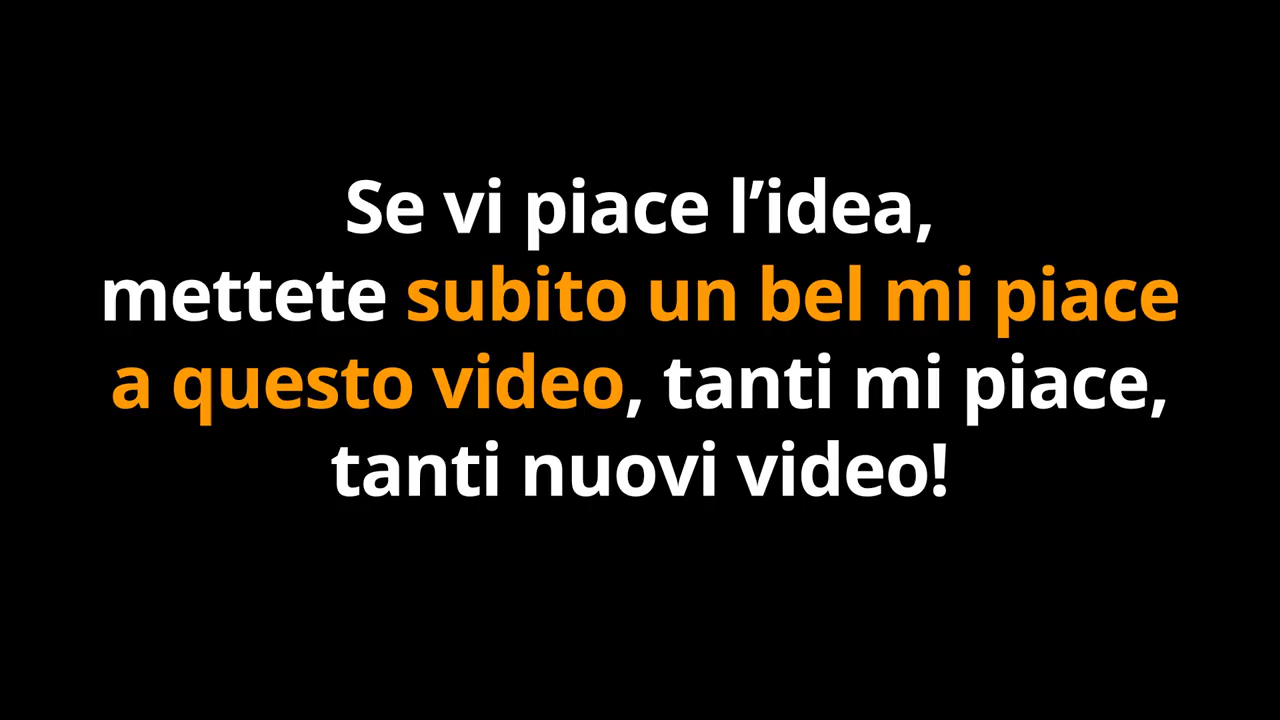 Se vi piace l’idea,
mettete subito un bel mi piace
a questo video, tanti mi piace,
tanti nuovi video!